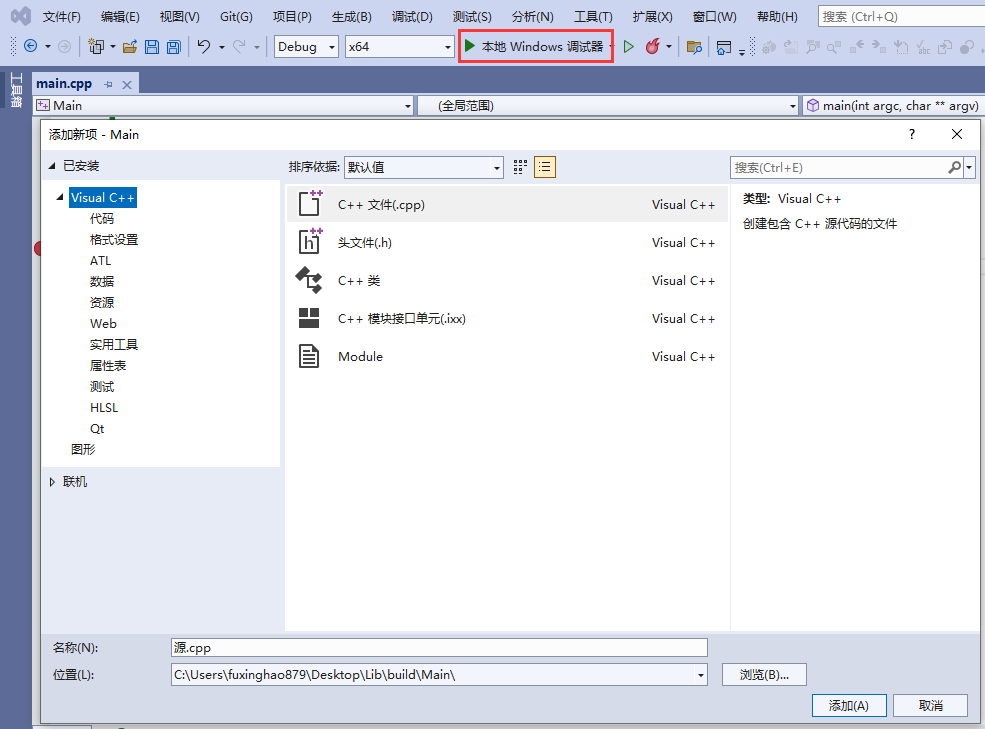 文件(F) 编辑(E) 视图(V) Git(G) 项目(P) 生成(B) 调试(D) 测试(S) 分析(N) 工具(T) 扩展(X) 窗口(W) 帮助(H) 搜索 (Ctrl+Q)
Debug x64 本地 Windows 调试器
工具箱
main.cpp
Main (全局范围) main(int argc, char ** argv)
添加新项 - Main
已安装
排序依据: 默认值
搜索(Ctrl+E)
Visual C++
代码
格式设置
ATL
数据
资源
Web
实用工具
属性表
测试
HLSL
Qt
图形
联机
C++ 文件(.cpp) Visual C++
头文件(.h) Visual C++
C++ 类 Visual C++
C++ 模块接口单元(.ixx) Visual C++
Module Visual C++
类型: Visual C++
创建包含 C++ 源代码的文件
名称(N): 源.cpp
位置(L): C:\Users\fuxinghao879\Desktop\Lib\build\Main\ 浏览(B)...
添加(A) 取消